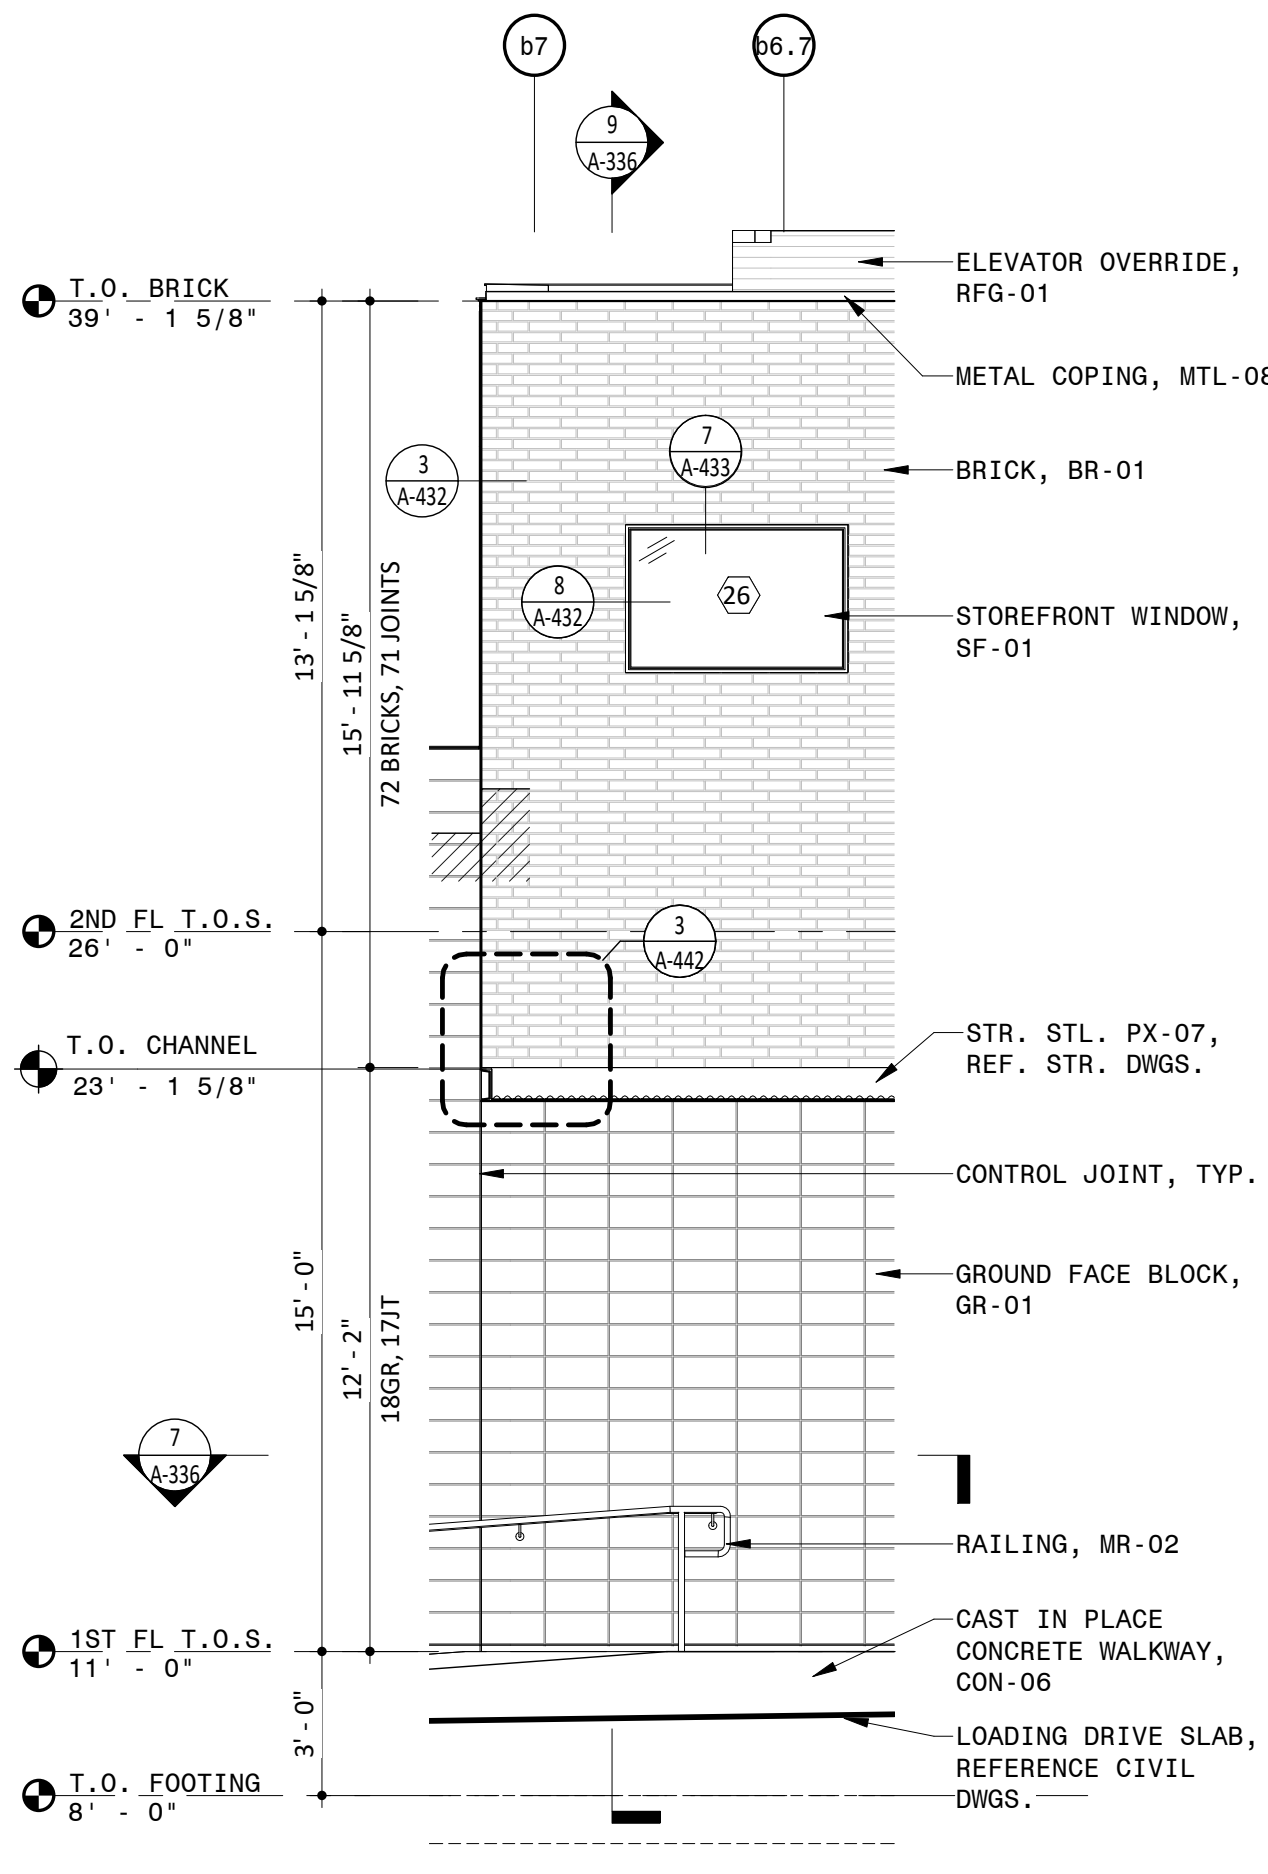 b7
b6.7
9
A-336
ELEVATOR OVERRIDE,
RFG-01
T.O. BRICK
39' - 1 5/8"
METAL COPING, MTL-08
7
A-433
3
A-432
BRICK, BR-01
13' - 1 5/8"
15' - 11 5/8"
72 BRICKS, 71 JOINTS
8
A-432
26
STOREFRONT WINDOW,
SF-01
2ND FL T.O.S.
26' - 0"
3
A-442
T.O. CHANNEL
23' - 1 5/8"
STR. STL. PX-07,
REF. STR. DWGS.
CONTROL JOINT, TYP.
GROUND FACE BLOCK,
GR-01
15' - 0"
12' - 2"
18GR, 17JT
7
A-336
RAILING, MR-02
1ST FL T.O.S.
11' - 0"
CAST IN PLACE
CONCRETE WALKWAY,
CON-06
3' - 0"
LOADING DRIVE SLAB,
REFERENCE CIVIL
DWGS.
T.O. FOOTING
8' - 0"